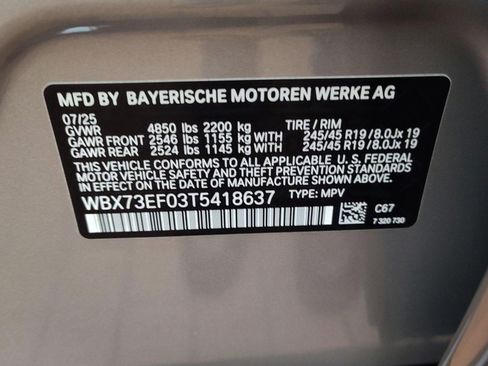 MFD BY BAYERISCHE MOTOREN WERKE AG
07/25
GVWR 4850 lbs 2200 kg TIRE / RIM
GAWR FRONT 2546 lbs 1155 kg WITH 245/45 R19 / 8.0Jx 19
GAWR REAR 2524 lbs 1145 kg WITH 245/45 R19 / 8.0Jx 19
THIS VEHICLE CONFORMS TO ALL APPLICABLE U. S. FEDERAL
MOTOR VEHICLE SAFETY AND THEFT PREVENTION STANDARDS
IN EFFECT ON THE DATE OF MANUFACTURE SHOWN ABOVE.
WBX73EF03T5418637 TYPE: MPV
C67
7 320 730